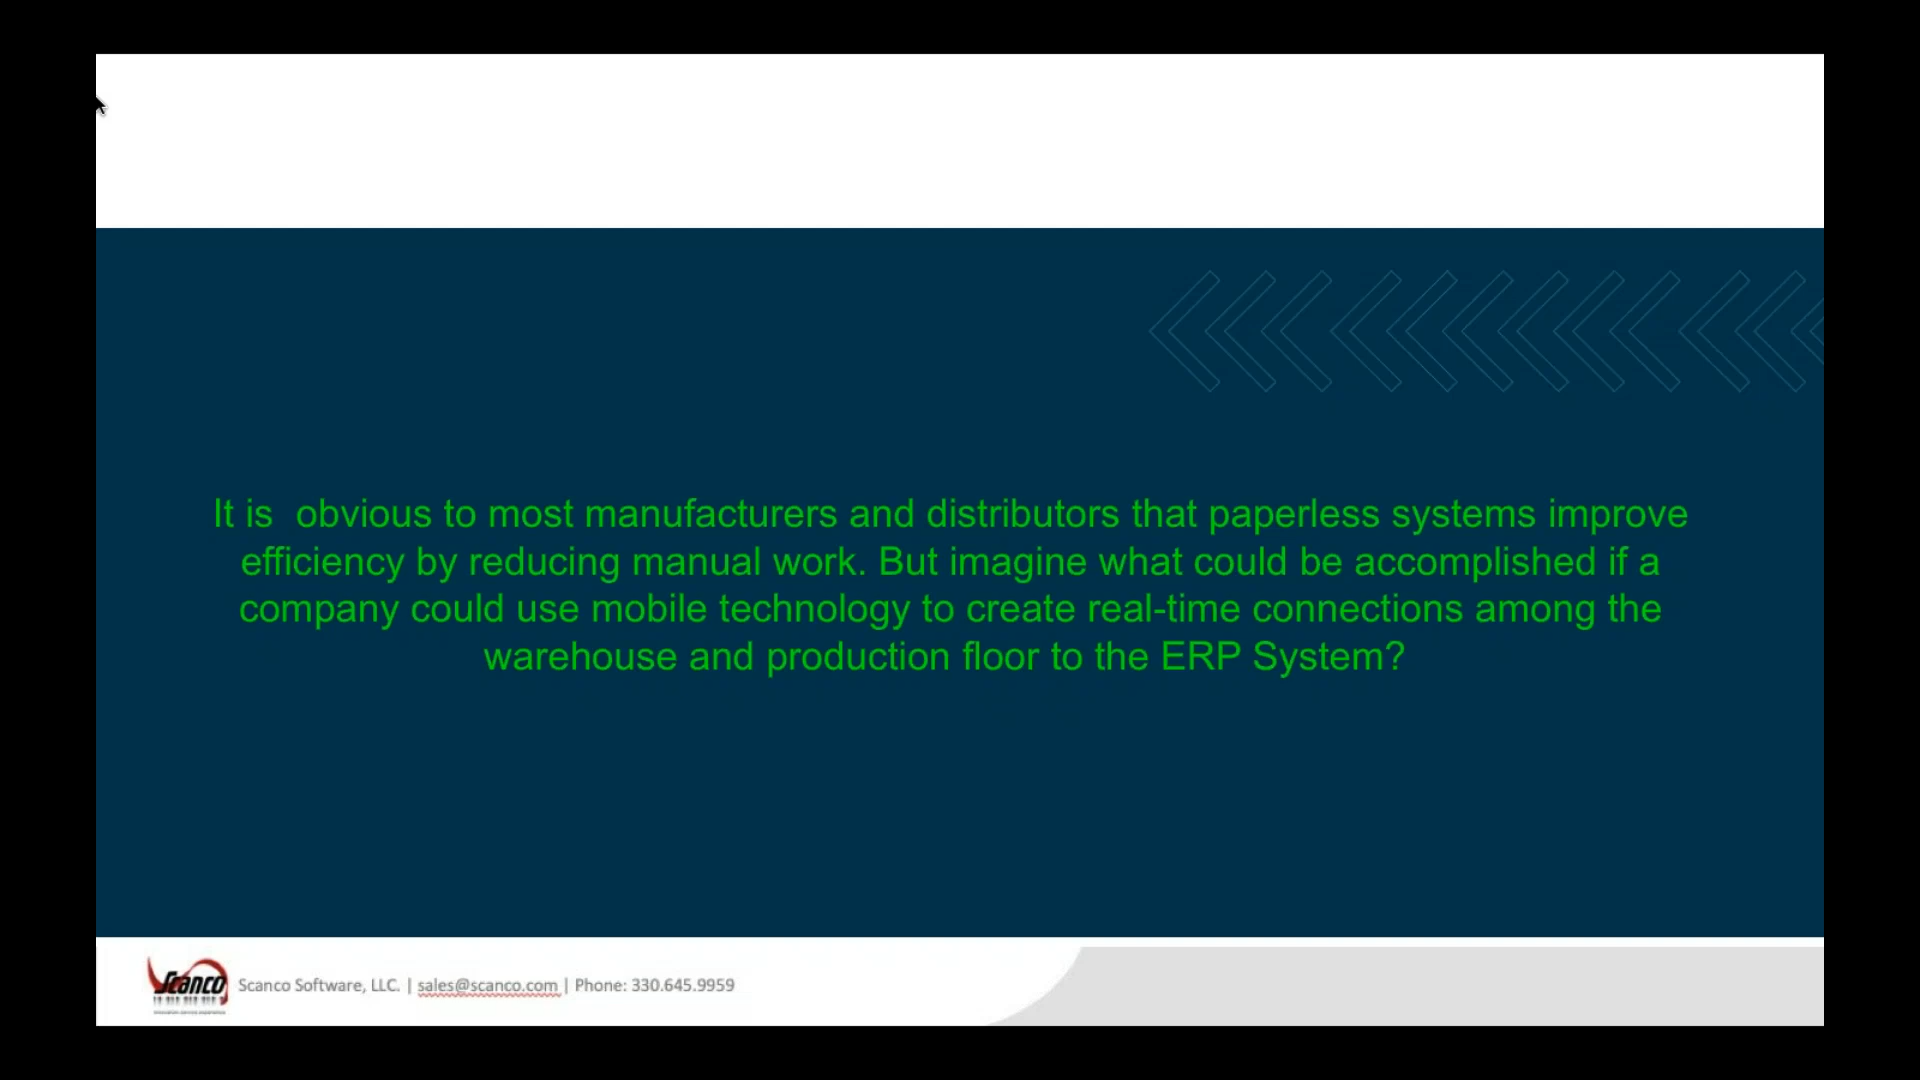 It is  obvious to most manufacturers and distributors that paperless systems improve
efficiency by reducing manual work. But imagine what could be accomplished if a
company could use mobile technology to create real-time connections among the
warehouse and production floor to the ERP System?
Scanco
Scanco Software, LLC. | sales@scanco.com | Phone: 330.645.9959